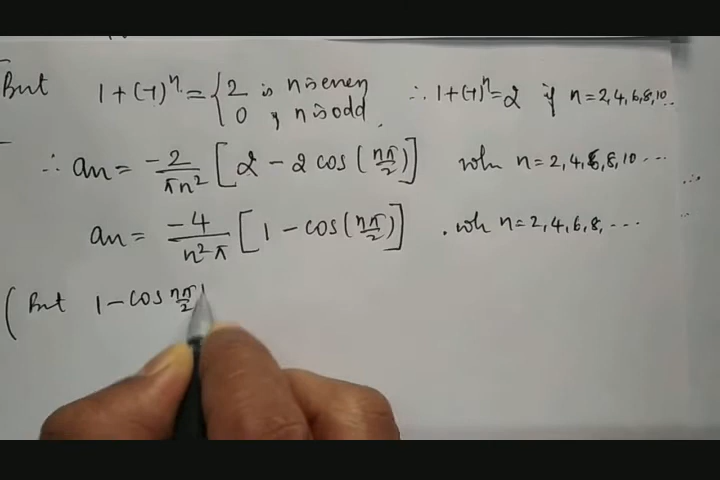 But 1+(-1)^n = { 2 is n is even ∴ 1+(-1)^n = 2 if n = 2,4,6,8,10..
0 if n is odd.
∴ an = -2/πn² [2 - 2 cos(nπ/2)] when n = 2,4,6,8,10 ...
an = -4/n²π [1 - cos(nπ/2)] . wh n = 2,4,6,8, ....
( But 1 - cos nπ/2